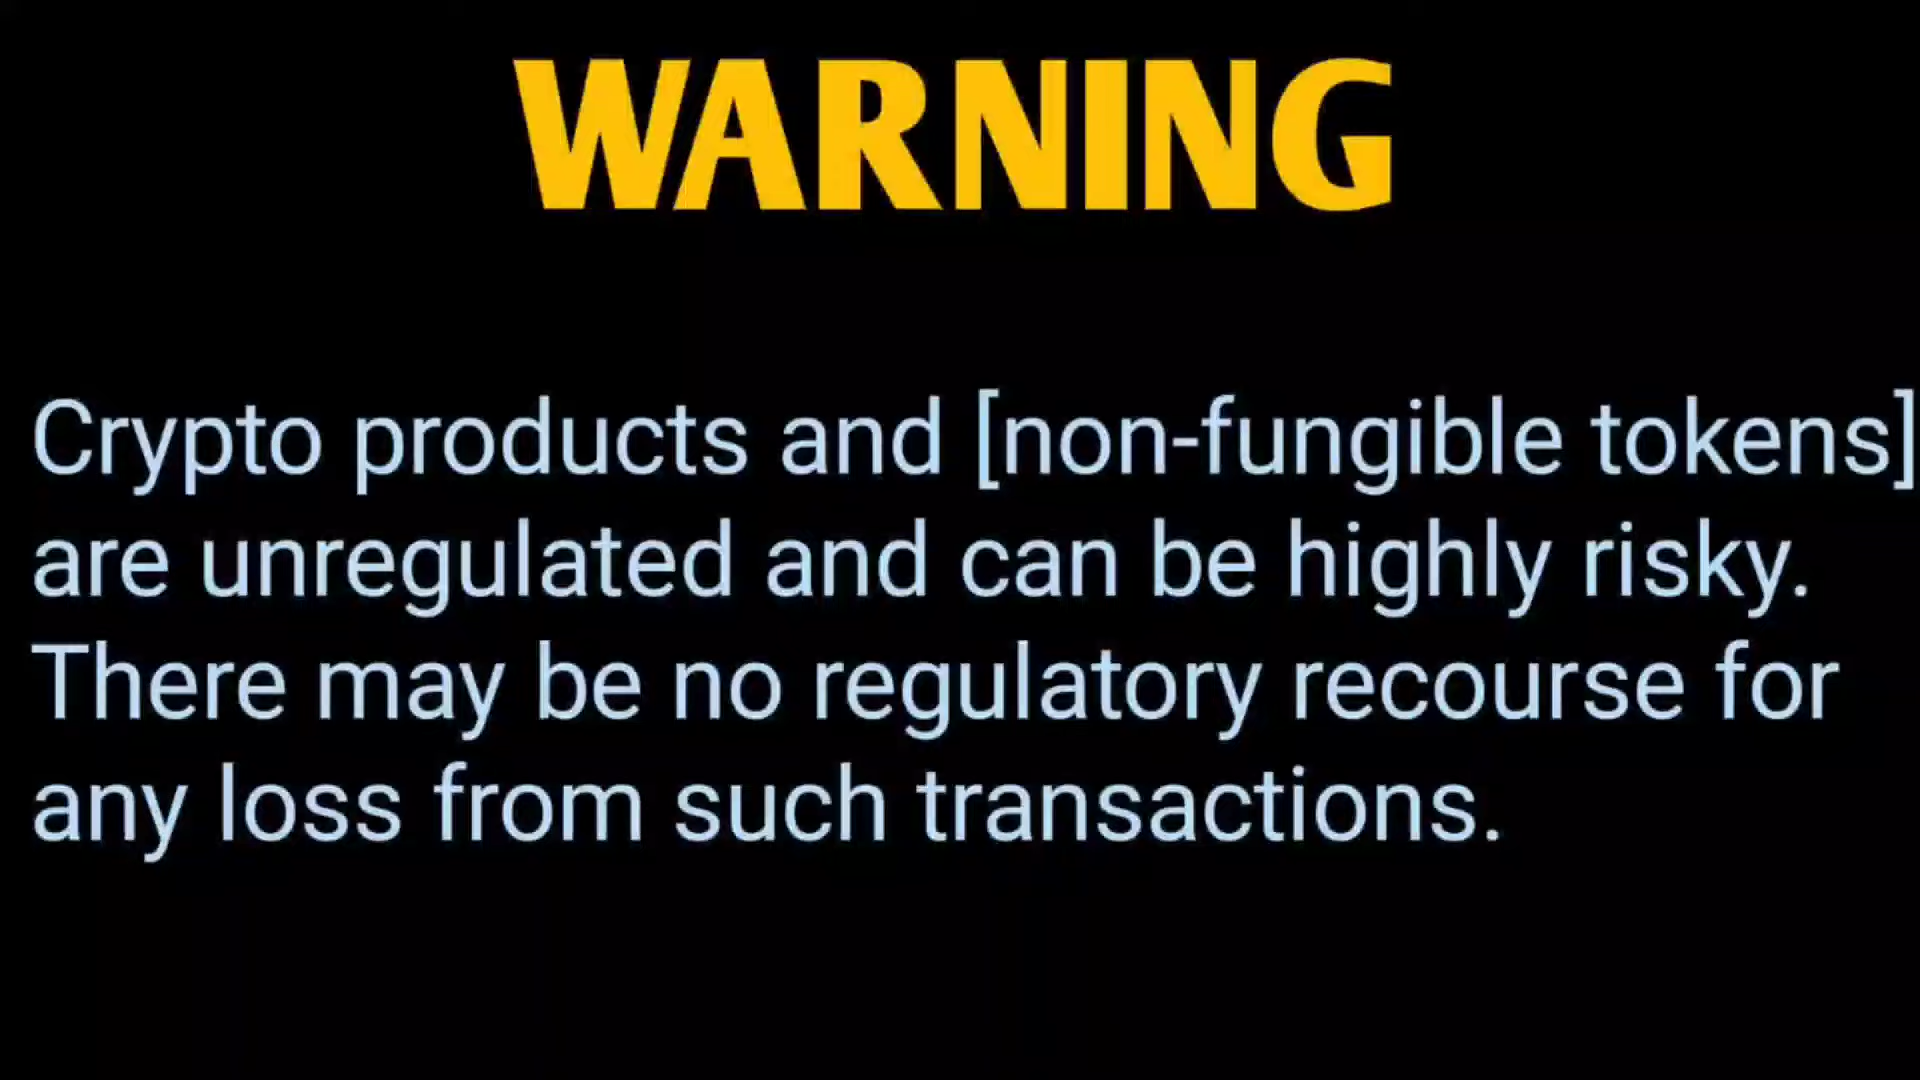 WARNING
Crypto products and [non-fungible tokens]
are unregulated and can be highly risky.
There may be no regulatory recourse for
any loss from such transactions.